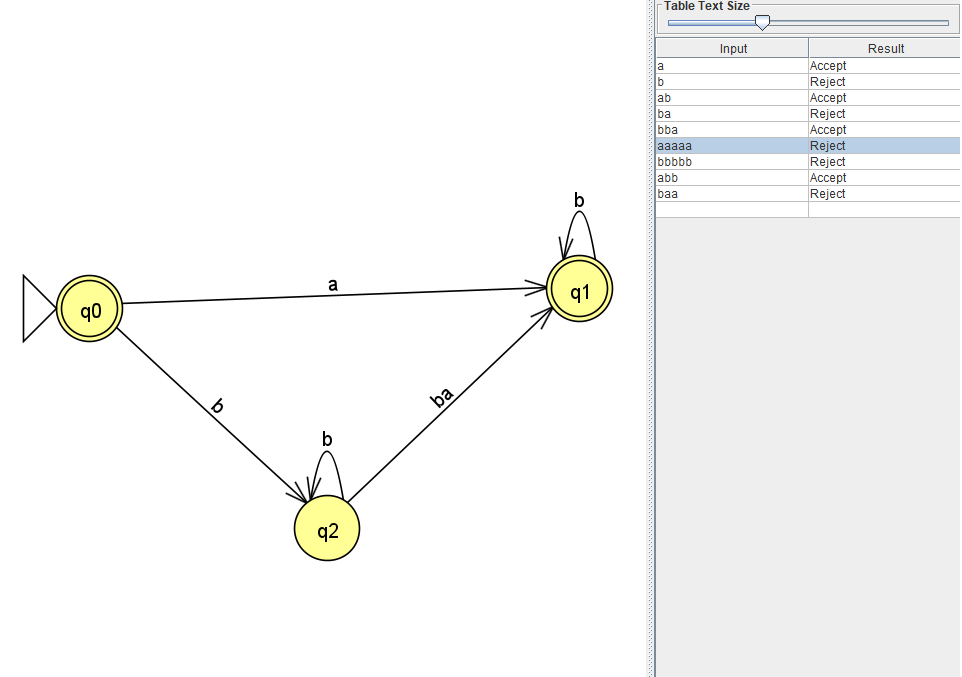 Table Text Size
Input Result
a Accept
b Reject
ab Accept
ba Reject
bba Accept
aaaaa Reject
bbbbb Reject
abb Accept
baa Reject
b
a
q0
q1
b
ba
b
q2